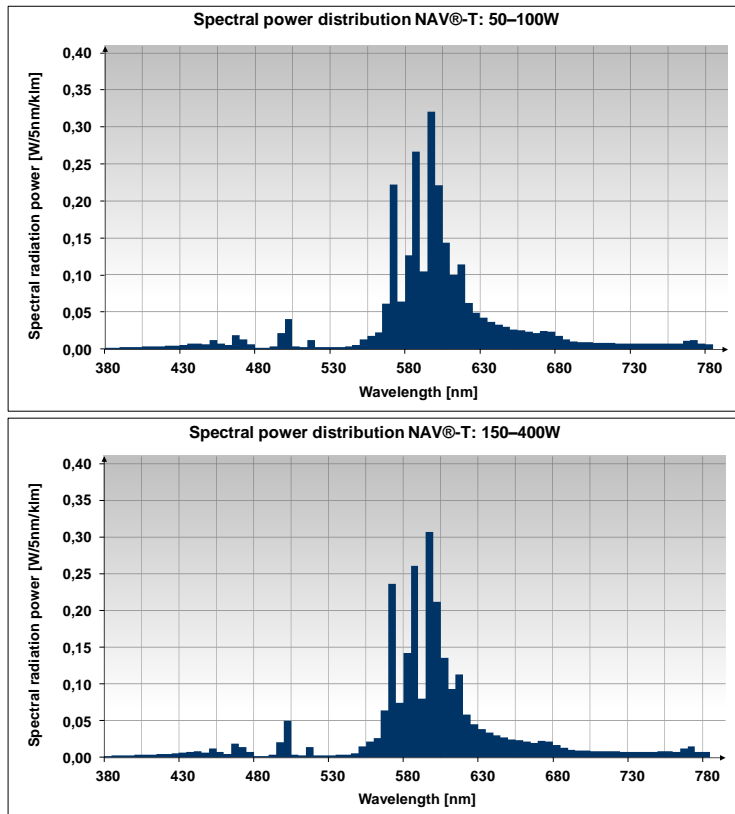 Spectral power distribution NAV®-T: 50–100W
Spectral radiation power [W/5nm/klm]
0,40
0,35
0,30
0,25
0,20
0,15
0,10
0,05
0,00
380 430 480 530 580 630 680 730 780
Wavelength [nm]
Spectral power distribution NAV®-T: 150–400W
Spectral radiation power [W/5nm/klm]
0,40
0,35
0,30
0,25
0,20
0,15
0,10
0,05
0,00
380 430 480 530 580 630 680 730 780
Wavelength [nm]